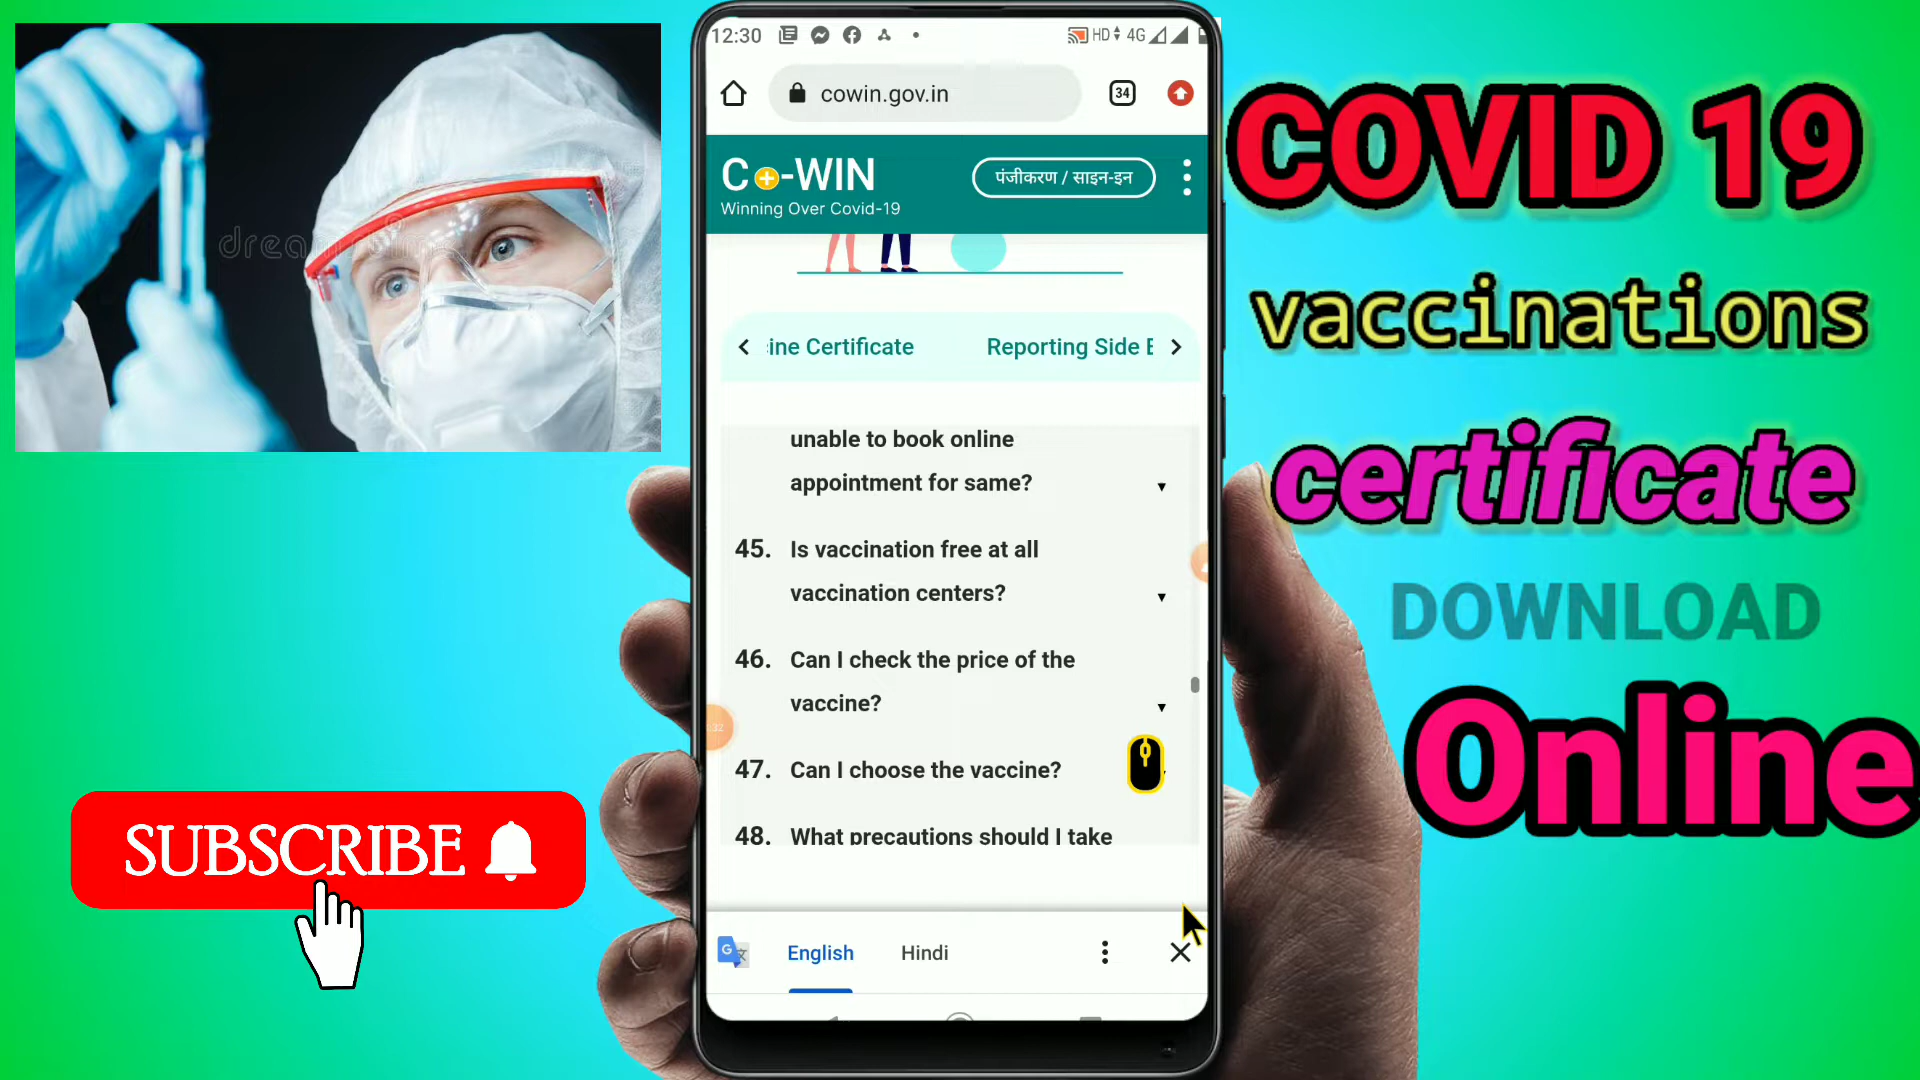 12:30
HD 4G
cowin.gov.in
34
Co-WIN
पंजीकरण / साइन-इन
Winning Over Covid-19
ine Certificate
Reporting Side E
unable to book online
appointment for same?
45. Is vaccination free at all
vaccination centers?
46. Can I check the price of the
vaccine?
47. Can I choose the vaccine?
48. What precautions should I take
English
Hindi
COVID 19
vaccinations
certificate
DOWNLOAD
Online
SUBSCRIBE